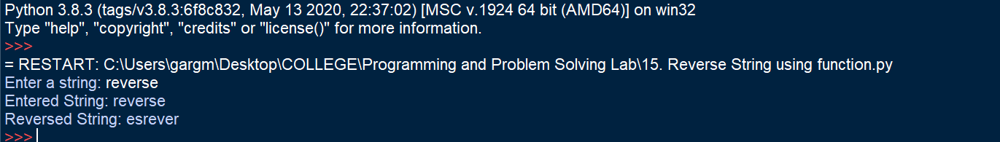 Python 3.8.3 (tags/v3.8.3:6f8c832, May 13 2020, 22:37:02) [MSC v.1924 64 bit (AMD64)] on win32
Type "help", "copyright", "credits" or "license()" for more information.
>>>
= RESTART: C:\Users\gargm\Desktop\COLLEGE\Programming and Problem Solving Lab\15. Reverse String using function.py
Enter a string: reverse
Entered String: reverse
Reversed String: esrever
>>>